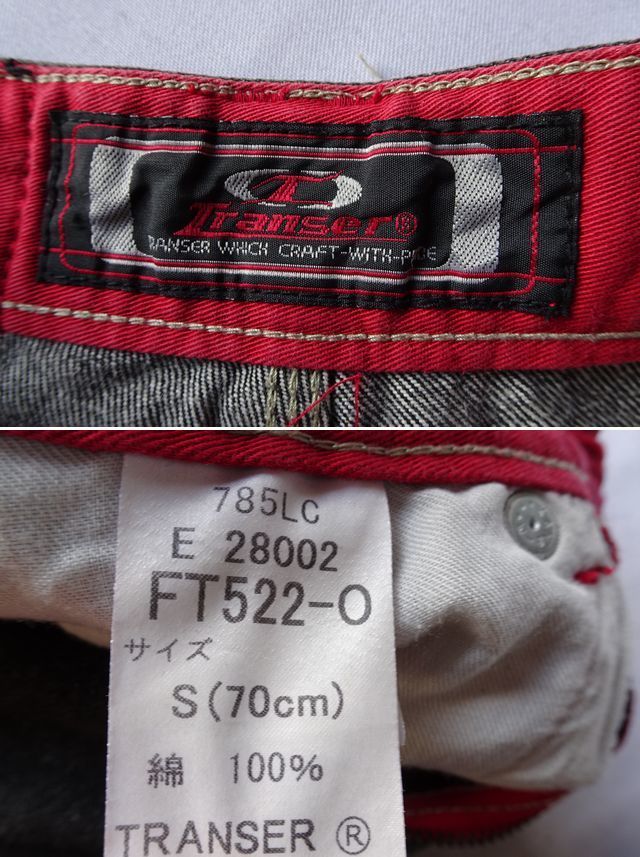 Transer®
TRANSER WHICH CRAFT-WITH-PRIDE
785LC
E 28002
FT522-O
サイズ
S(70cm)
綿 100%
TRANSER ®